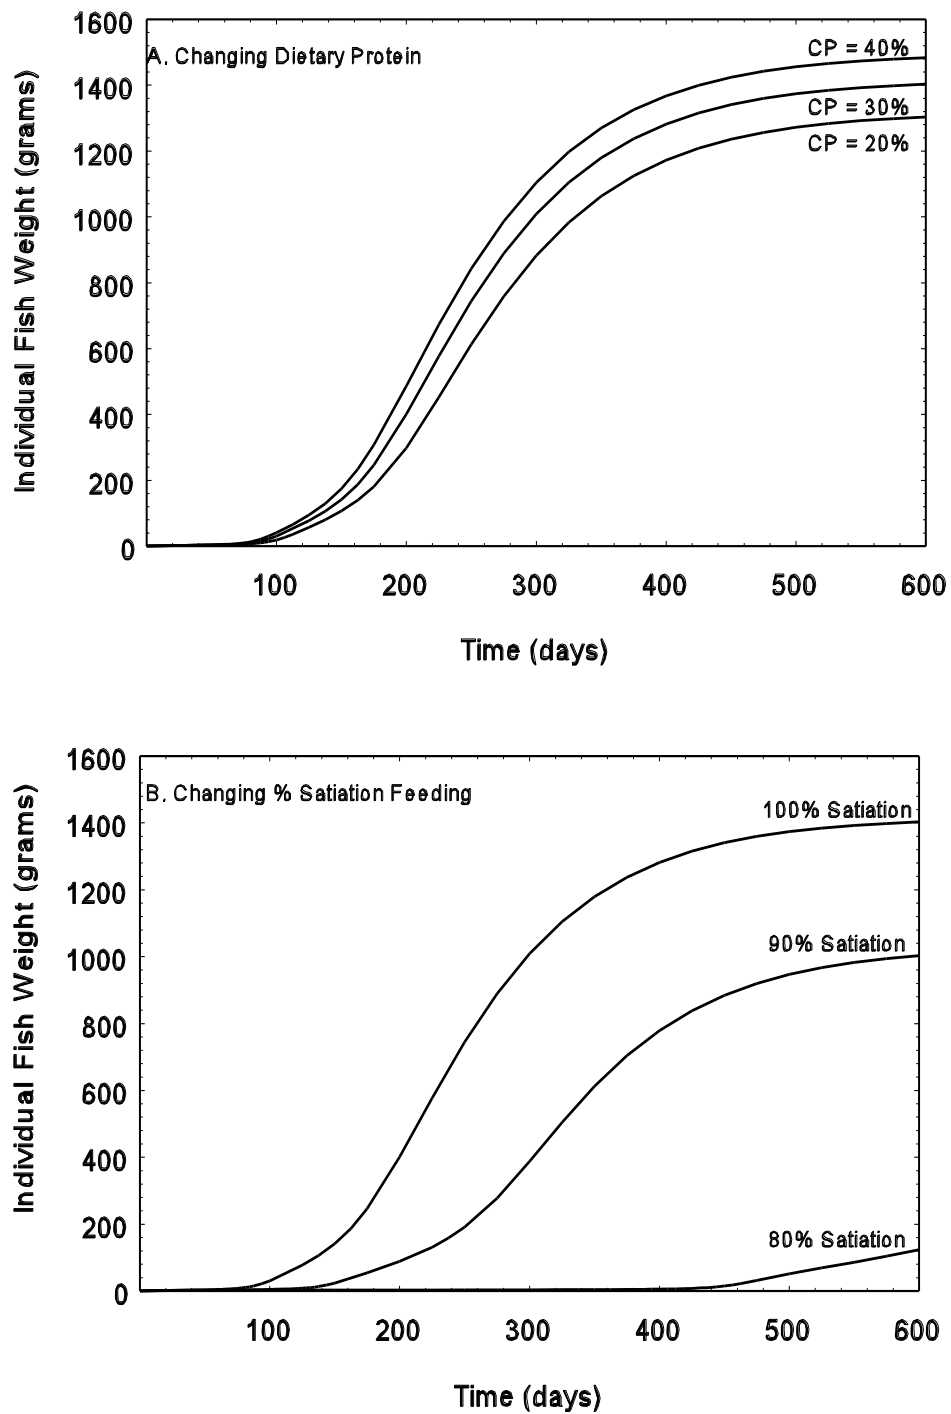 1600
A. Changing Dietary Protein
CP = 40%
1400
CP = 30%
1200
CP = 20%
1000
800
600
400
200
0
Individual Fish Weight (grams)
100 200 300 400 500 600
Time (days)
1600
B. Changing % Satiation Feeding
100% Satiation
1400
1200
90% Satiation
1000
800
600
400
200
80% Satiation
0
Individual Fish Weight (grams)
100 200 300 400 500 600
Time (days)